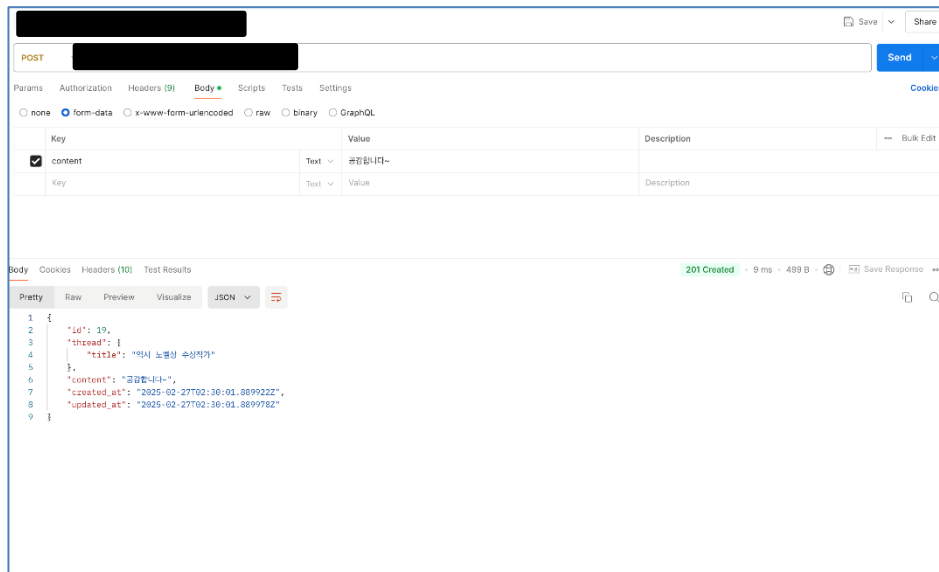 Save
Share
POST
Send
Params Authorization Headers (9) Body Scripts Tests Settings Cookie
none form-data x-www-form-urlencoded raw binary GraphQL
Key Value Description Bulk Edit
content Text 공감합니다~
Key Text Value Description
Body Cookies Headers (10) Test Results 201 Created 9 ms 499 B Save Response
Pretty Raw Preview Visualize JSON
1 {
2 "id": 19,
3 "thread": {
4 "title": "역시 노벨상 수상작가"
5 },
6 "content": "공감합니다~",
7 "created_at": "2025-02-27T02:30:01.889922Z",
8 "updated_at": "2025-02-27T02:30:01.889978Z"
9 }